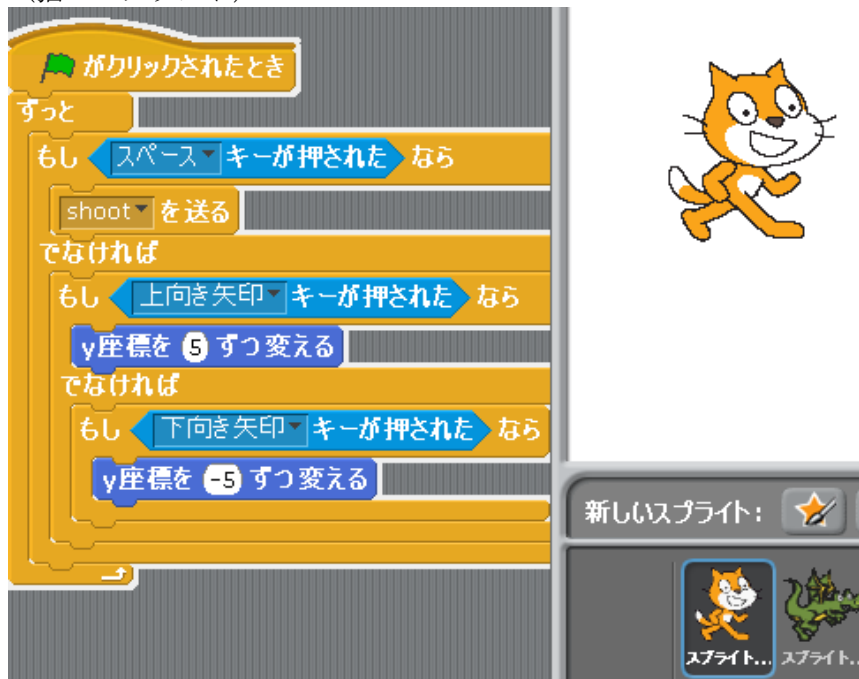 がクリックされたとき
ずっと
もし スペース キーが押された なら
shoot を送る
でなければ
もし 上向き矢印 キーが押された なら
y座標を 5 ずつ変える
でなければ
もし 下向き矢印 キーが押された なら
y座標を -5 ずつ変える
新しいスプライト:
スプライト... スプライト...